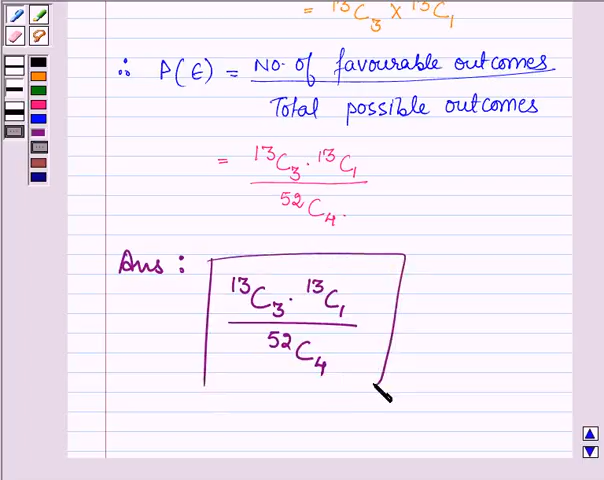 = ¹³C₃ × ¹³C₁
∴ P(E) = No. of favourable outcomes
Total possible outcomes
= ¹³C₃ · ¹³C₁
⁵²C₄.
Ans :
¹³C₃ · ¹³C₁
⁵²C₄